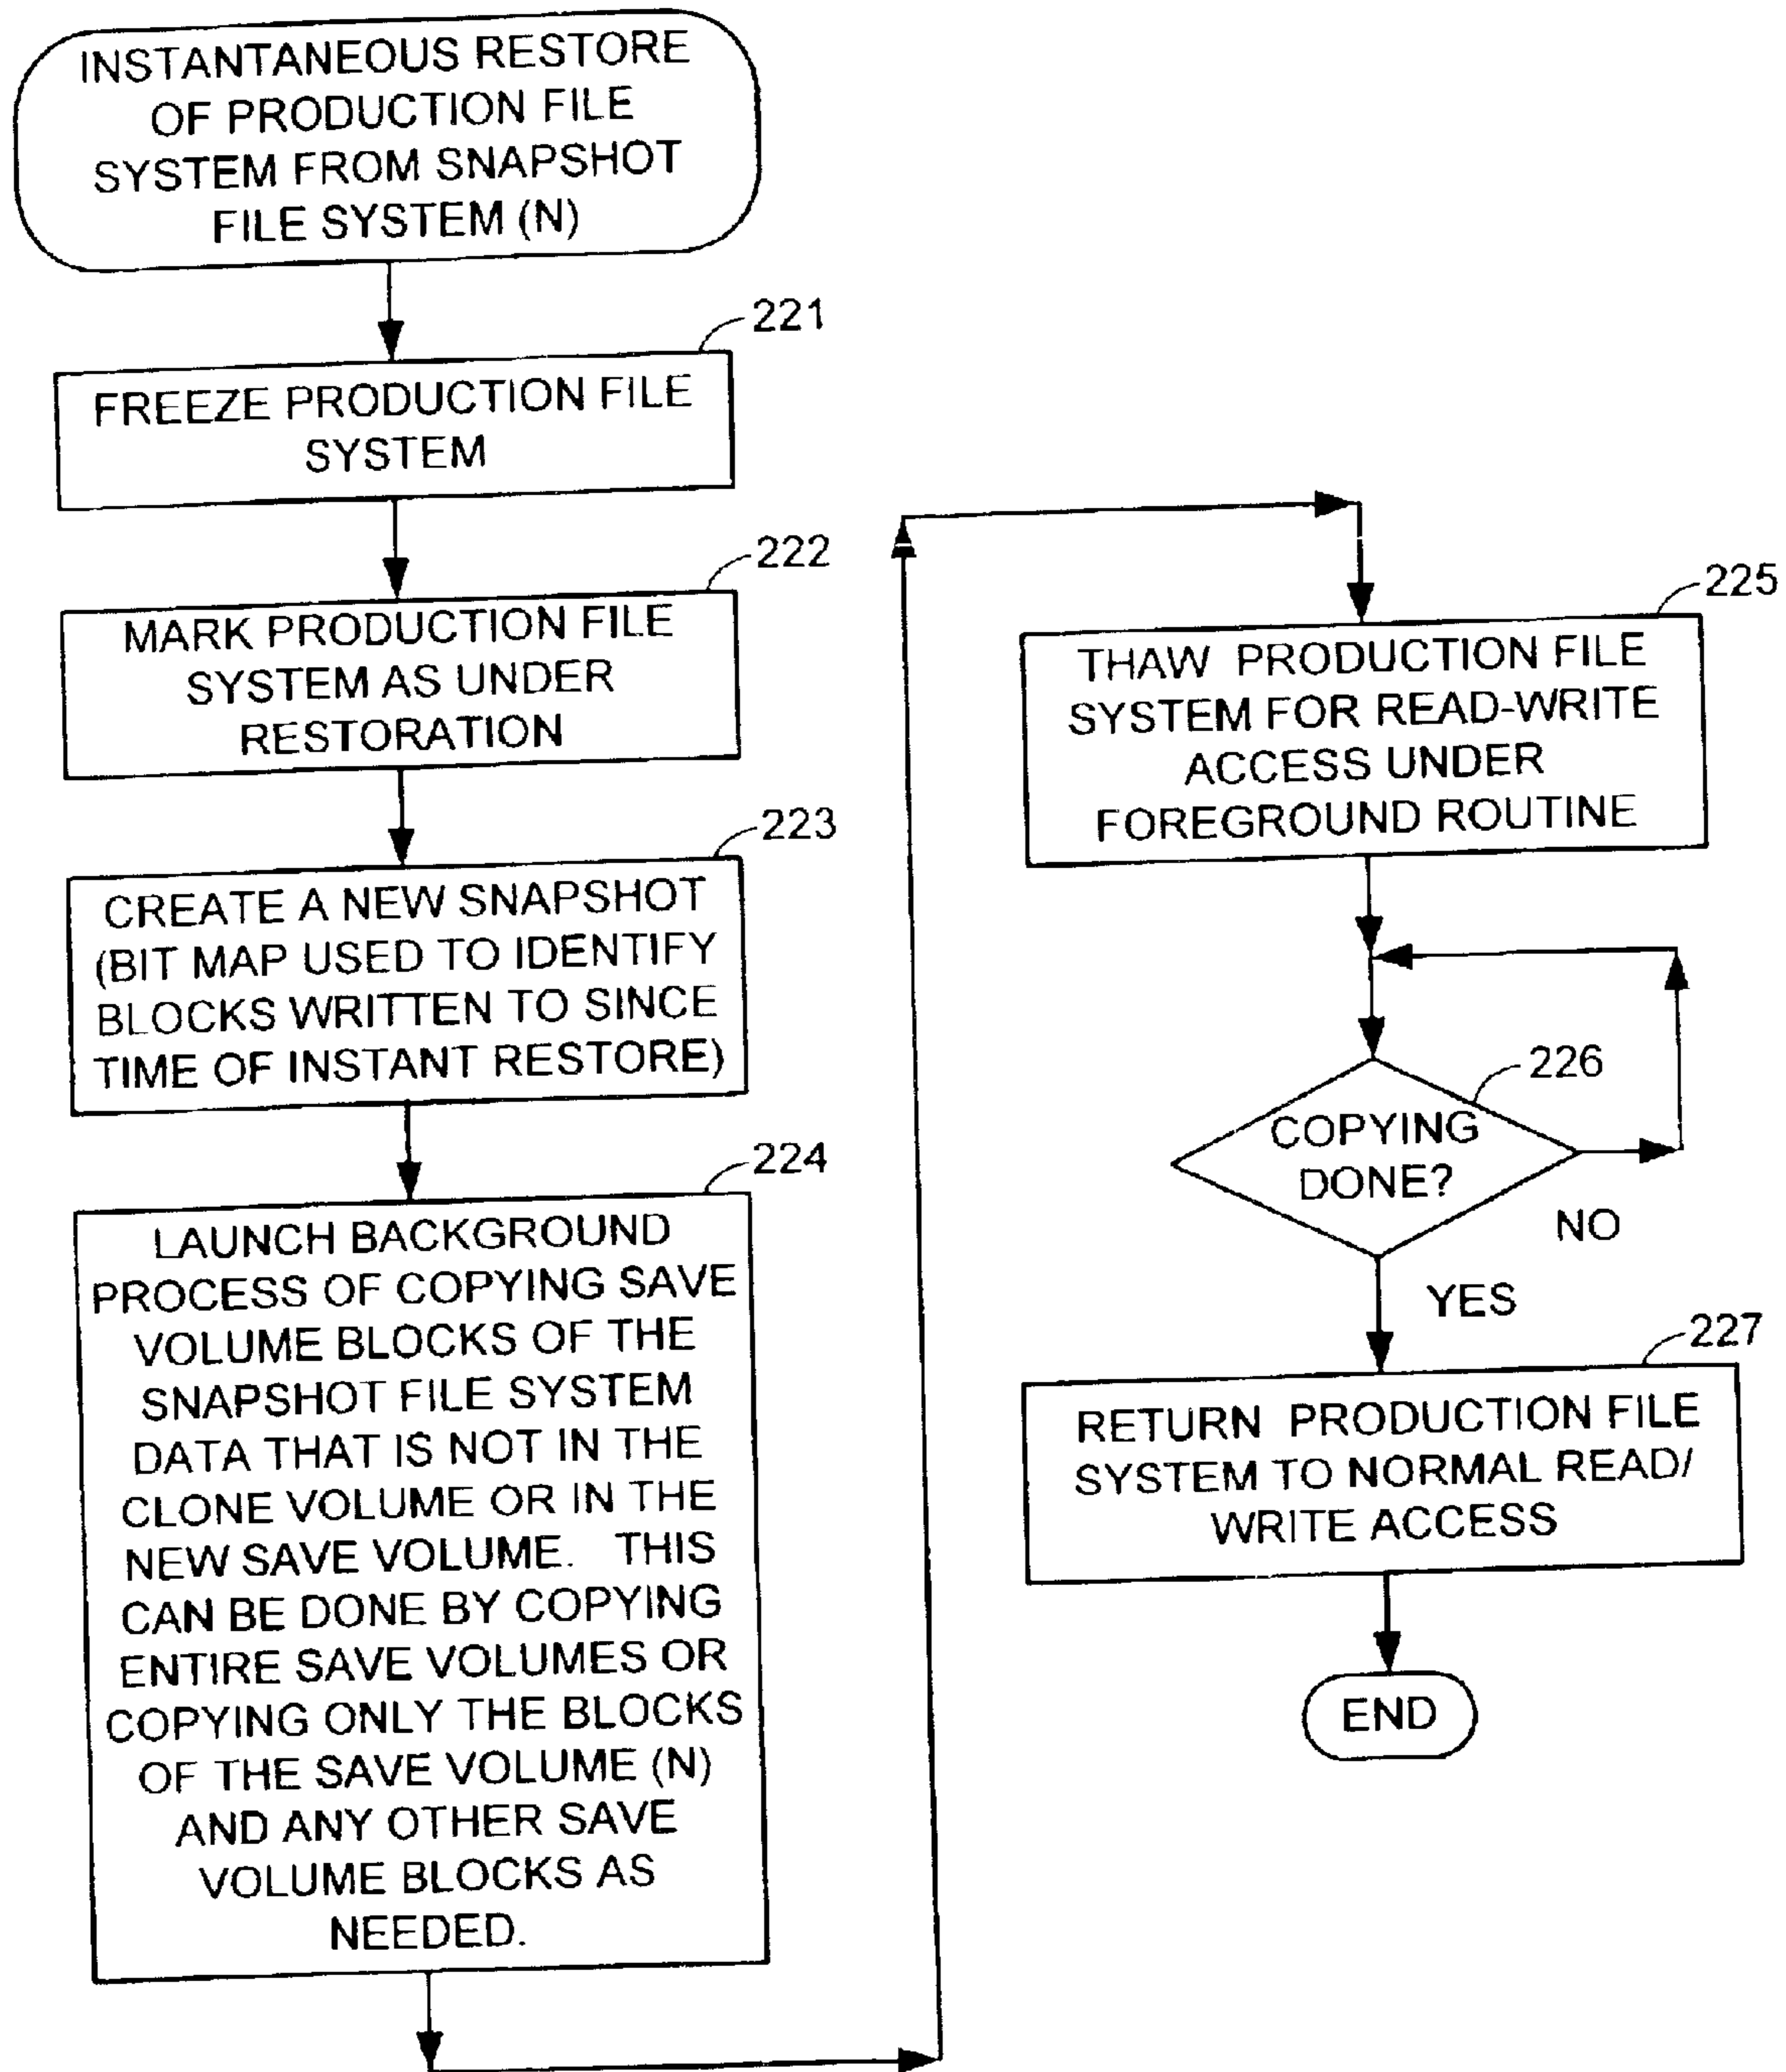 INSTANTANEOUS RESTORE
OF PRODUCTION FILE
SYSTEM FROM SNAPSHOT
FILE SYSTEM (N)
221
FREEZE PRODUCTION FILE
SYSTEM
222
MARK PRODUCTION FILE
SYSTEM AS UNDER
RESTORATION
223
CREATE A NEW SNAPSHOT
(BIT MAP USED TO IDENTIFY
BLOCKS WRITTEN TO SINCE
TIME OF INSTANT RESTORE)
224
LAUNCH BACKGROUND
PROCESS OF COPYING SAVE
VOLUME BLOCKS OF THE
SNAPSHOT FILE SYSTEM
DATA THAT IS NOT IN THE
CLONE VOLUME OR IN THE
NEW SAVE VOLUME. THIS
CAN BE DONE BY COPYING
ENTIRE SAVE VOLUMES OR
COPYING ONLY THE BLOCKS
OF THE SAVE VOLUME (N)
AND ANY OTHER SAVE
VOLUME BLOCKS AS
NEEDED.
225
THAW PRODUCTION FILE
SYSTEM FOR READ-WRITE
ACCESS UNDER
FOREGROUND ROUTINE
226
COPYING
DONE?
NO
YES
227
RETURN PRODUCTION FILE
SYSTEM TO NORMAL READ/
WRITE ACCESS
END